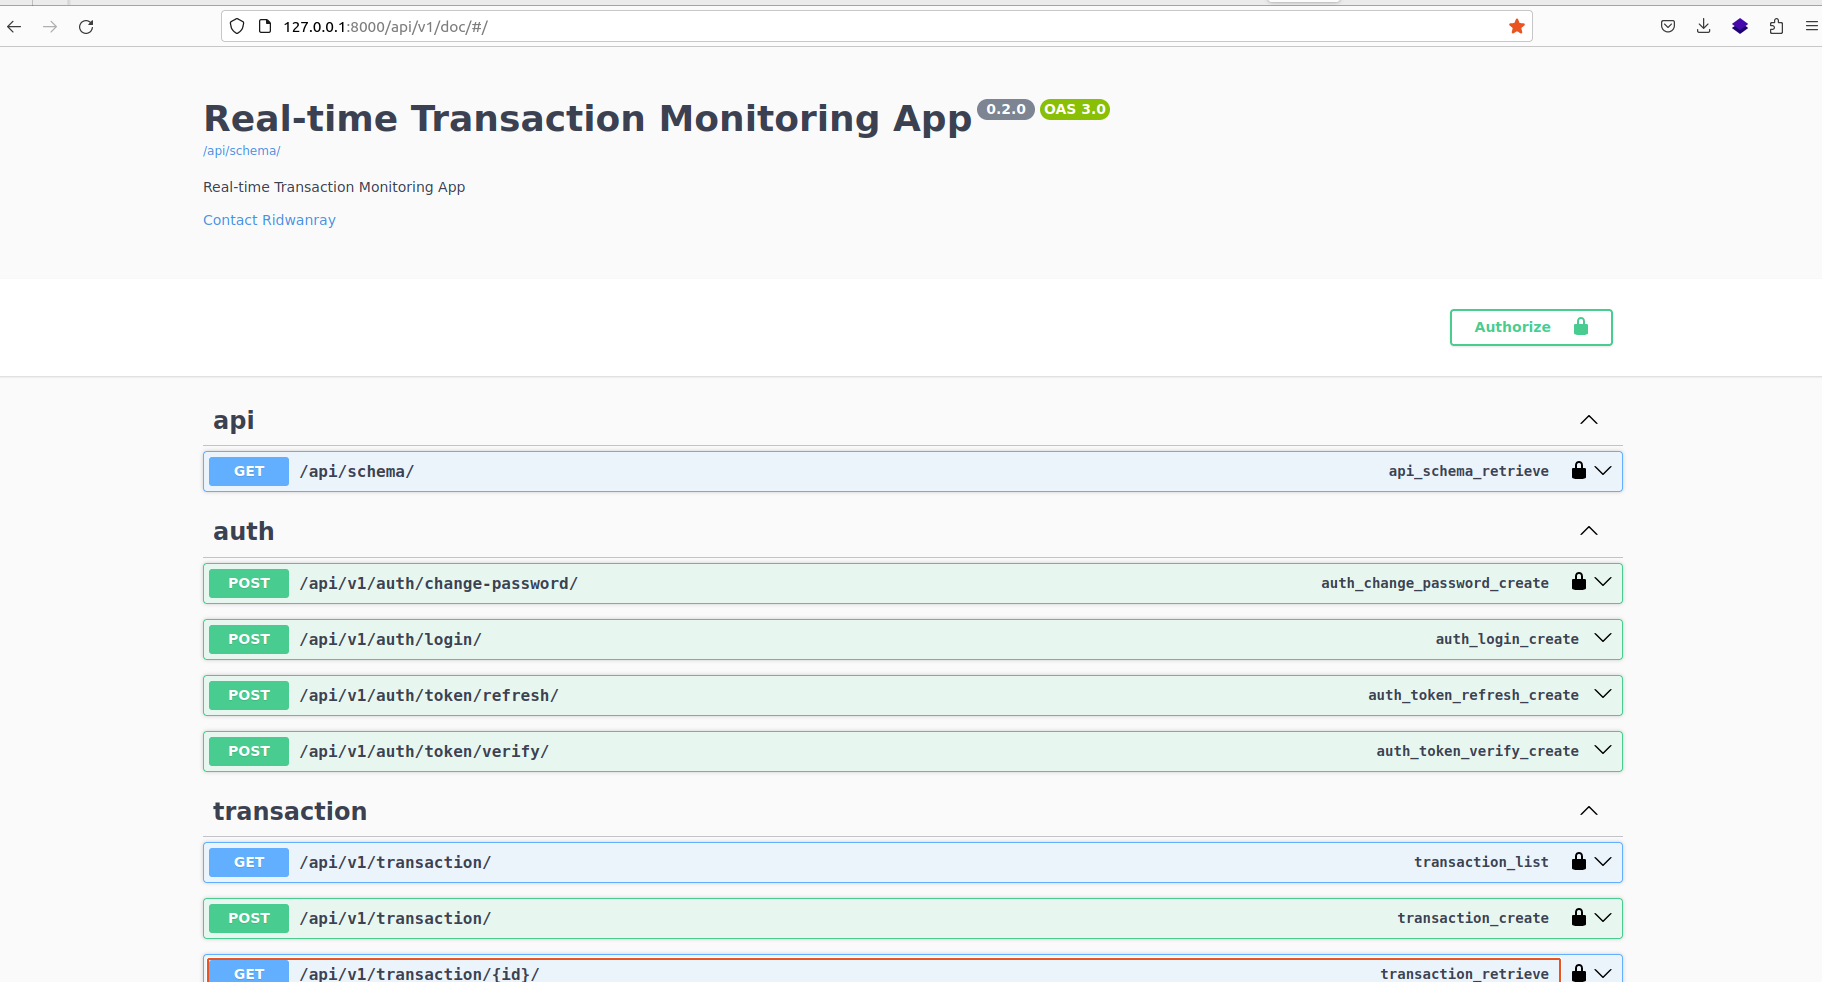 127.0.0.1:8000/api/v1/doc/#/
Real-time Transaction Monitoring App 0.2.0 OAS 3.0
/api/schema/
Real-time Transaction Monitoring App
Contact Ridwanray
Authorize
api
GET /api/schema/ api_schema_retrieve
auth
POST /api/v1/auth/change-password/ auth_change_password_create
POST /api/v1/auth/login/ auth_login_create
POST /api/v1/auth/token/refresh/ auth_token_refresh_create
POST /api/v1/auth/token/verify/ auth_token_verify_create
transaction
GET /api/v1/transaction/ transaction_list
POST /api/v1/transaction/ transaction_create
GET /api/v1/transaction/{id}/ transaction_retrieve